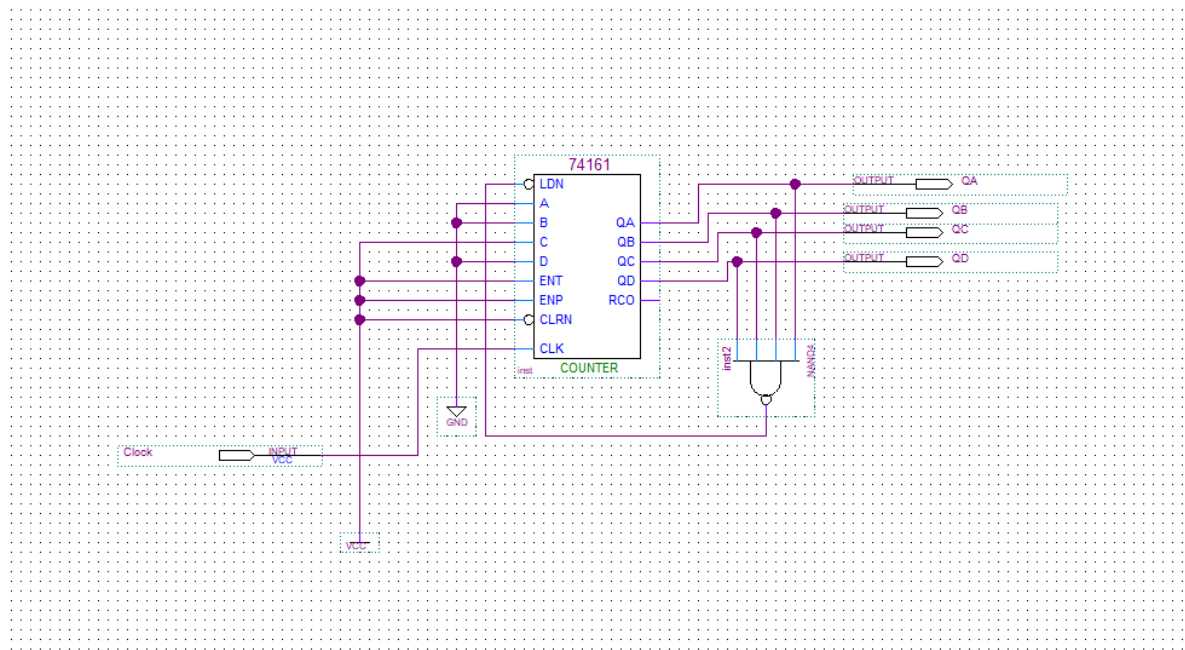 74161
LDN
A
B
C
D
ENT
ENP
CLRN
CLK
QA
QB
QC
QD
RCO
inst
COUNTER
OUTPUT QA
OUTPUT QB
OUTPUT QC
OUTPUT QD
inst2
NAND4
GND
Clock
INPUT
VCC
VCC